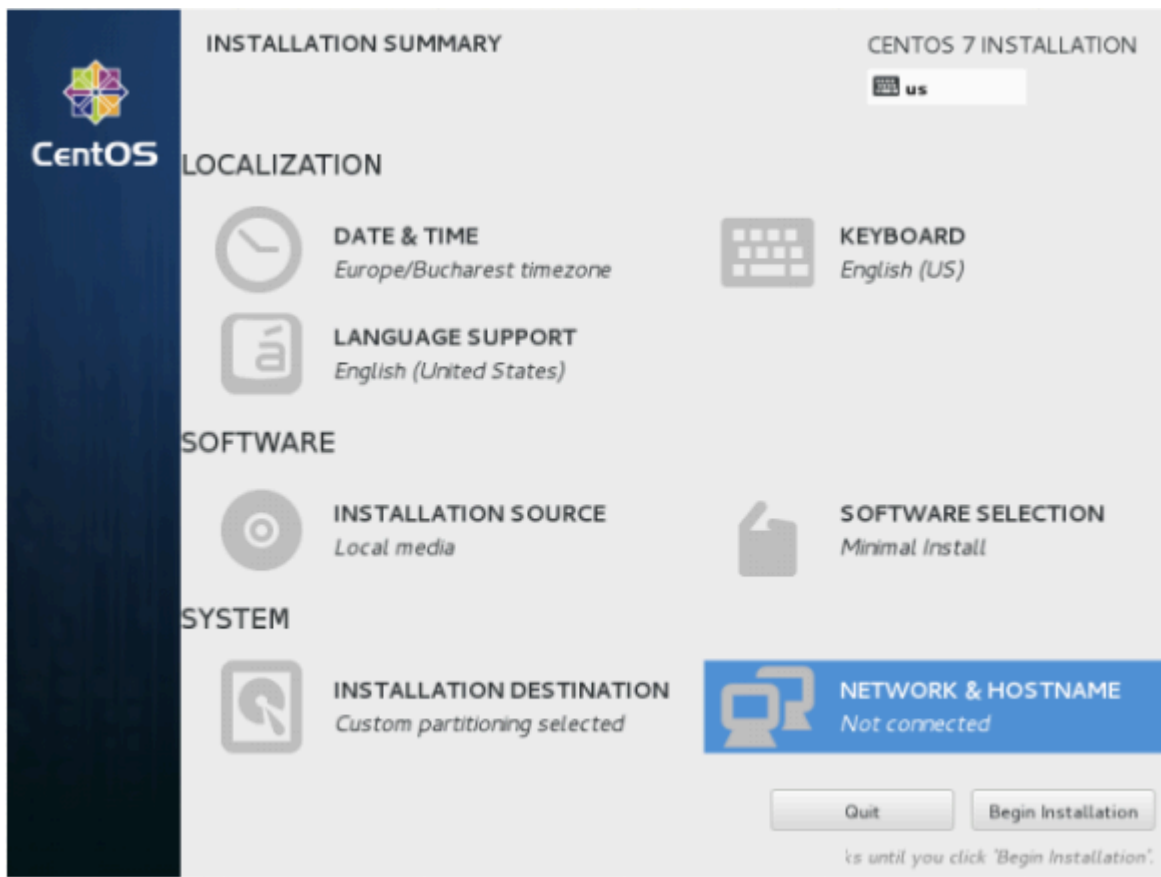 INSTALLATION SUMMARY
CENTOS 7 INSTALLATION
us
CentOS
LOCALIZATION
DATE & TIME
Europe/Bucharest timezone
KEYBOARD
English (US)
LANGUAGE SUPPORT
English (United States)
SOFTWARE
INSTALLATION SOURCE
Local media
SOFTWARE SELECTION
Minimal Install
SYSTEM
INSTALLATION DESTINATION
Custom partitioning selected
NETWORK & HOSTNAME
Not connected
Quit
Begin Installation
ks until you click 'Begin Installation'.